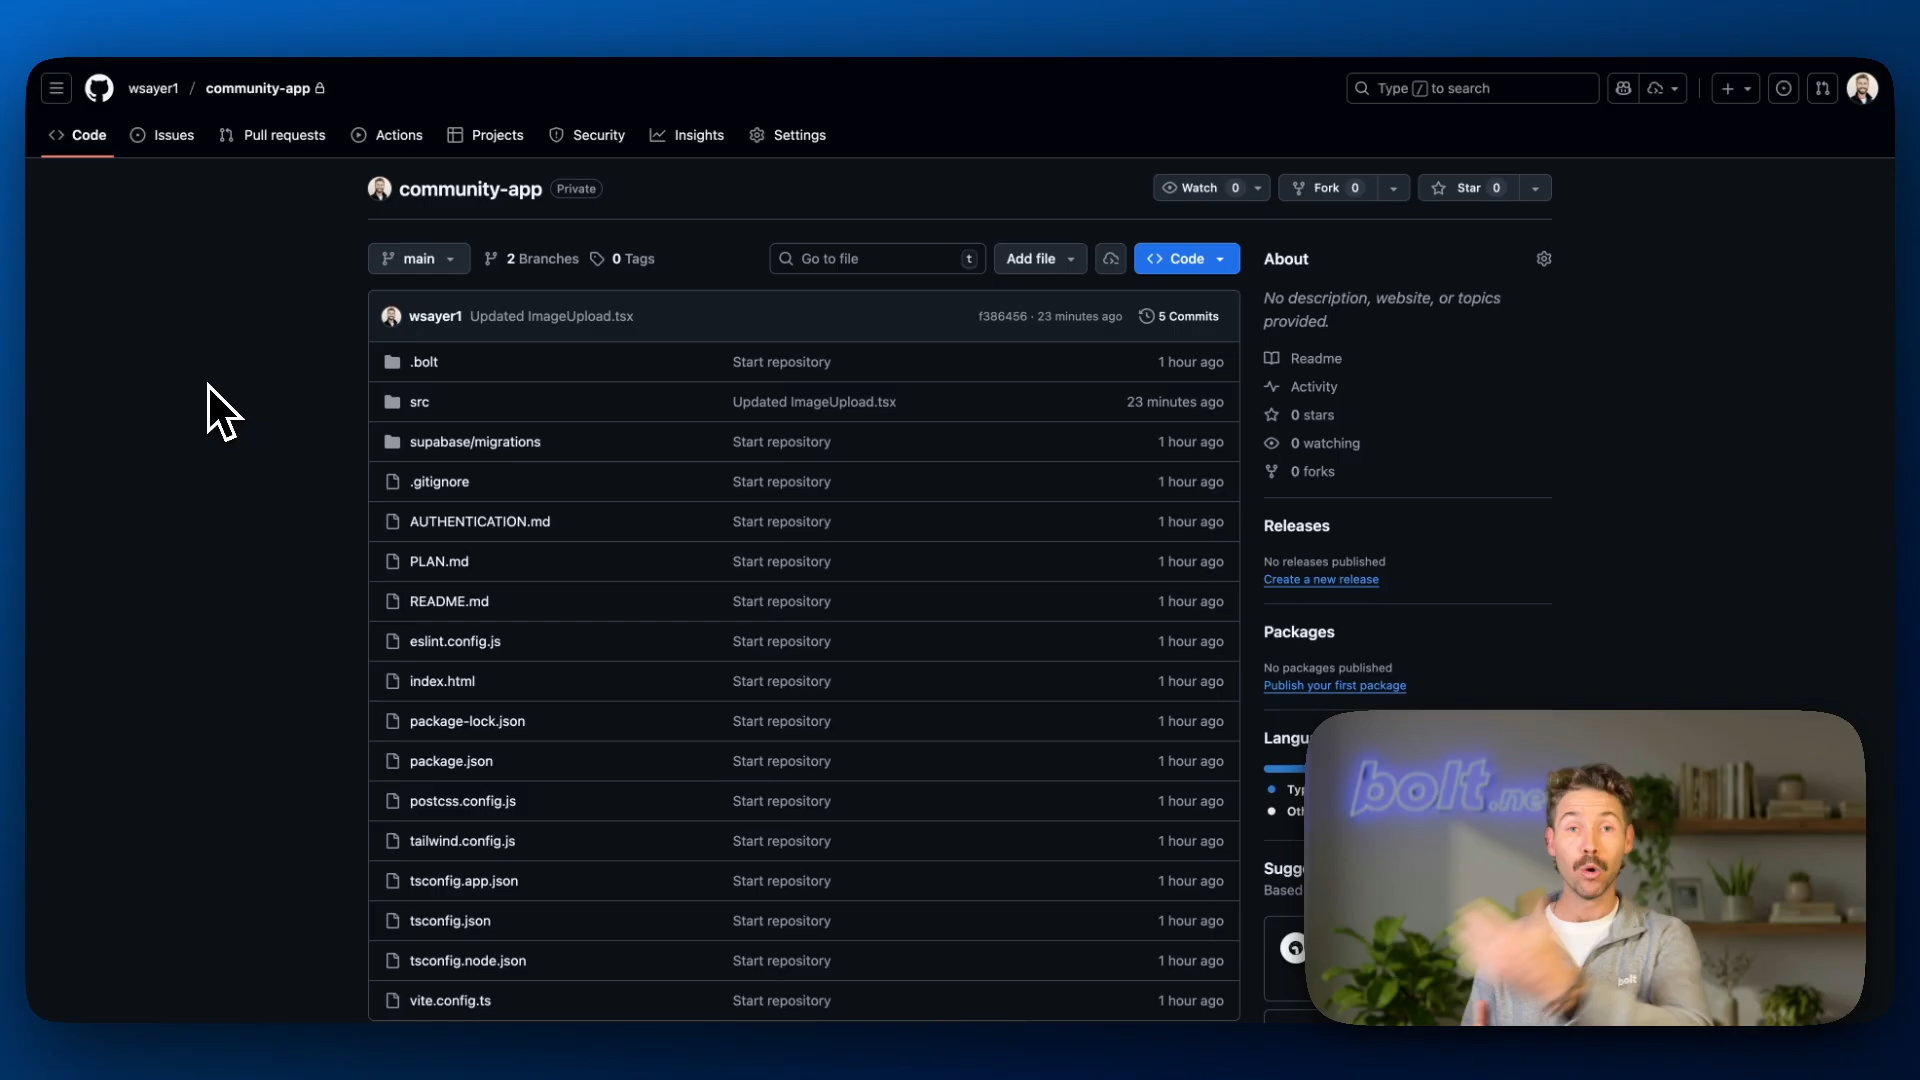 wsayer1 / community-app
Type / to search
Code
Issues
Pull requests
Actions
Projects
Security
Insights
Settings
community-app Private
Watch 0
Fork 0
Star 0
main
2 Branches
0 Tags
Go to file t
Add file
Code
wsayer1 Updated ImageUpload.tsx f386456 · 23 minutes ago 5 Commits
.bolt Start repository 1 hour ago
src Updated ImageUpload.tsx 23 minutes ago
supabase/migrations Start repository 1 hour ago
.gitignore Start repository 1 hour ago
AUTHENTICATION.md Start repository 1 hour ago
PLAN.md Start repository 1 hour ago
README.md Start repository 1 hour ago
eslint.config.js Start repository 1 hour ago
index.html Start repository 1 hour ago
package-lock.json Start repository 1 hour ago
package.json Start repository 1 hour ago
postcss.config.js Start repository 1 hour ago
tailwind.config.js Start repository 1 hour ago
tsconfig.app.json Start repository 1 hour ago
tsconfig.json Start repository 1 hour ago
tsconfig.node.json Start repository 1 hour ago
vite.config.ts Start repository 1 hour ago
About
No description, website, or topics
provided.
Readme
Activity
0 stars
0 watching
0 forks
Releases
No releases published
Create a new release
Packages
No packages published
Publish your first package
Langu
Typ
Oth
Sugg
Based
bolt.ne
bolt